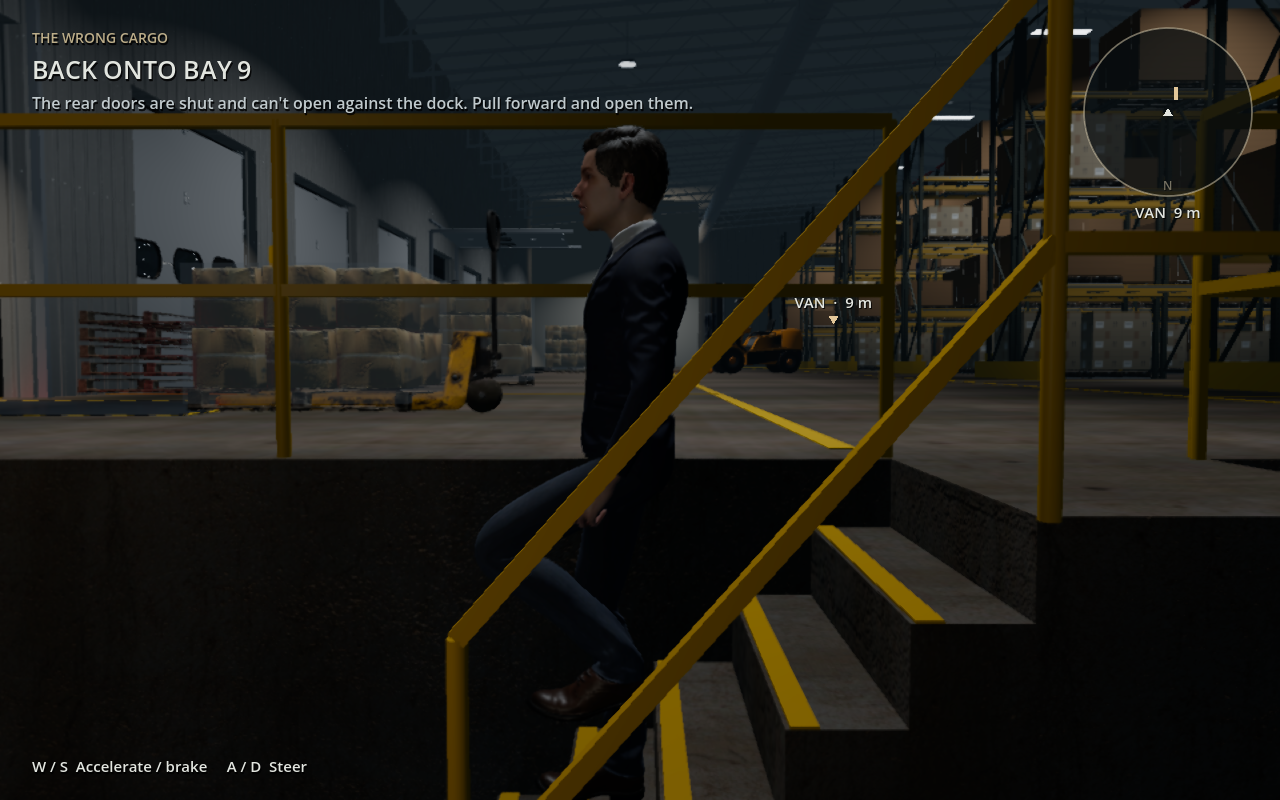 THE WRONG CARGO
BACK ONTO BAY 9
The rear doors are shut and can't open against the dock. Pull forward and open them.
N
VAN 9 m
VAN · 9 m
W / S Accelerate / brake A / D Steer